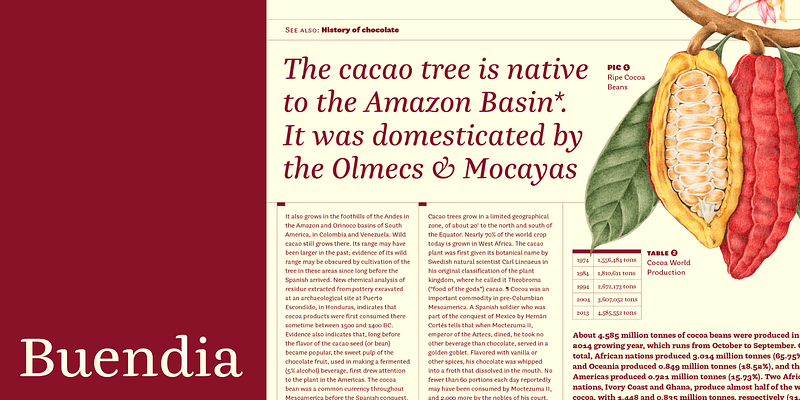 Buendia
See also: History of chocolate
The cacao tree is native
to the Amazon Basin*.
It was domesticated by
the Olmecs & Mocayas
PIC ❶
Ripe Cocoa
Beans
It also grows in the foothills of the Andes in
the Amazon and Orinoco basins of South
America, in Colombia and Venezuela. Wild
cacao still grows there. Its range may have
been larger in the past; evidence of its wild
range may be obscured by cultivation of the
tree in these areas since long before the
Spanish arrived. New chemical analysis of
residue extracted from pottery excavated
at an archaeological site at Puerto
Escondido, in Honduras, indicates that
cocoa products were first consumed there
sometime between 1500 and 1400 BC.
Evidence also indicates that, long before
the flavor of the cacao seed (or bean)
became popular, the sweet pulp of the
chocolate fruit, used in making a fermented
(5% alcohol) beverage, first drew attention
to the plant in the Americas. The cocoa
bean was a common currency throughout
Mesoamerica before the Spanish conquest.
Cacao trees grow in a limited geographical
zone, of about 20° to the north and south of
the Equator. Nearly 70% of the world crop
today is grown in West Africa. The cacao
plant was first given its botanical name by
Swedish natural scientist Carl Linnaeus in
his original classification of the plant
kingdom, where he called it Theobroma
("food of the gods") cacao. ¶ Cocoa was an
important commodity in pre-Columbian
Mesoamerica. A Spanish soldier who was
part of the conquest of Mexico by Hernán
Cortés tells that when Moctezuma II,
emperor of the Aztecs, dined, he took no
other beverage than chocolate, served in a
golden goblet. Flavored with vanilla or
other spices, his chocolate was whipped
into a froth that dissolved in the mouth. No
fewer than 60 portions each day reportedly
may have been consumed by Moctezuma II,
and 2,000 more by the nobles of his court.
1974 1,556,484 tons
1984 1,810,611 tons
1994 2,672,173 tons
2004 3,607,052 tons
2013 4,585,552 tons
TABLE ❷
Cocoa World
Production
About 4.585 million tonnes of cocoa beans were produced in
2014 growing year, which runs from October to September. O
total, African nations produced 3.014 million tonnes (65.75%
and Oceania produced 0.849 million tonnes (18.52%), and th
Americas produced 0.721 million tonnes (15.73%). Two Afric
nations, Ivory Coast and Ghana, produce almost half of the w
cocoa, with 1.448 and 0.835 million tonnes, respectively (31.